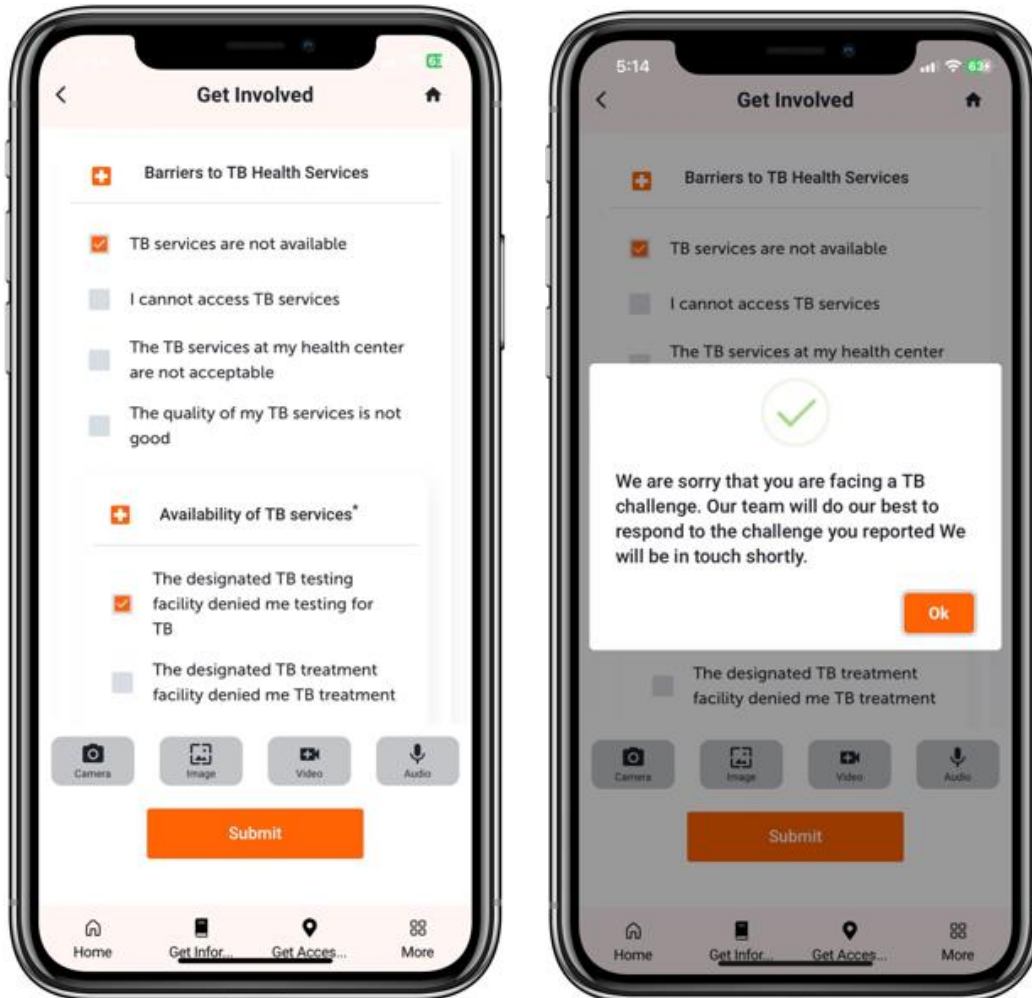 Get Involved
Barriers to TB Health Services
TB services are not available
I cannot access TB services
The TB services at my health center
are not acceptable
The quality of my TB services is not
good
Availability of TB services*
The designated TB testing
facility denied me testing for
TB
The designated TB treatment
facility denied me TB treatment
Camera
Image
Video
Audio
Submit
Home
Get Infor...
Get Acces...
More
5:14
63
Get Involved
Barriers to TB Health Services
TB services are not available
I cannot access TB services
The TB services at my health center
We are sorry that you are facing a TB
challenge. Our team will do our best to
respond to the challenge you reported We
will be in touch shortly.
Ok
The designated TB treatment
facility denied me TB treatment
Camera
Image
Video
Audio
Submit
Home
Get Infor...
Get Acces...
More